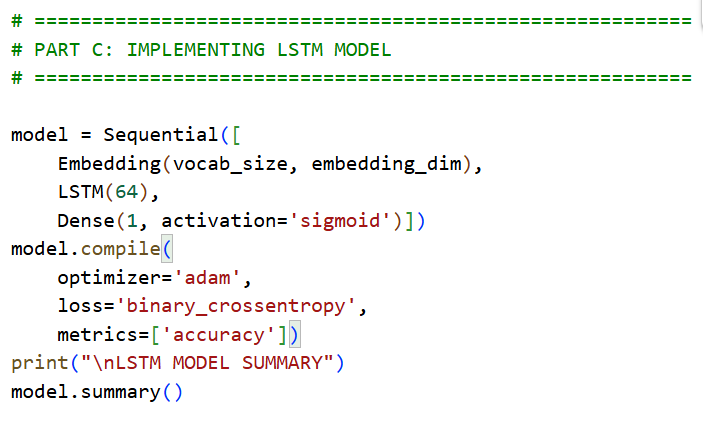 # =========================================================
# PART C: IMPLEMENTING LSTM MODEL
# =========================================================
model = Sequential([
    Embedding(vocab_size, embedding_dim),
    LSTM(64),
    Dense(1, activation='sigmoid')])
model.compile(
    optimizer='adam',
    loss='binary_crossentropy',
    metrics=['accuracy'])
print("\nLSTM MODEL SUMMARY")
model.summary()